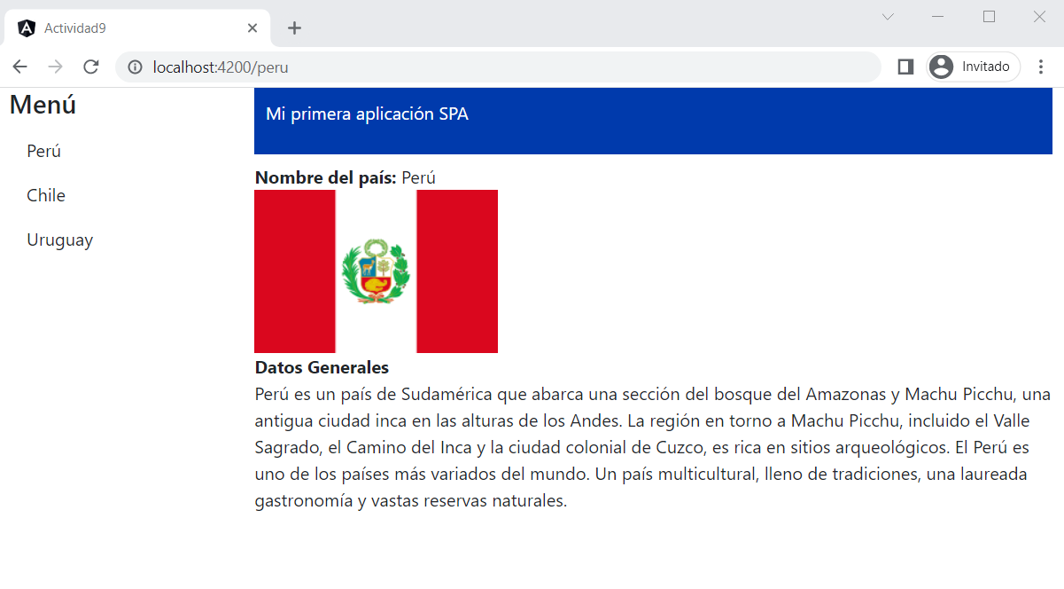 Actividad9
localhost:4200/peru
Invitado
Menú
Perú
Chile
Uruguay
Mi primera aplicación SPA
Nombre del país: Perú
Datos Generales
Perú es un país de Sudamérica que abarca una sección del bosque del Amazonas y Machu Picchu, una
antigua ciudad inca en las alturas de los Andes. La región en torno a Machu Picchu, incluido el Valle
Sagrado, el Camino del Inca y la ciudad colonial de Cuzco, es rica en sitios arqueológicos. El Perú es
uno de los países más variados del mundo. Un país multicultural, lleno de tradiciones, una laureada
gastronomía y vastas reservas naturales.